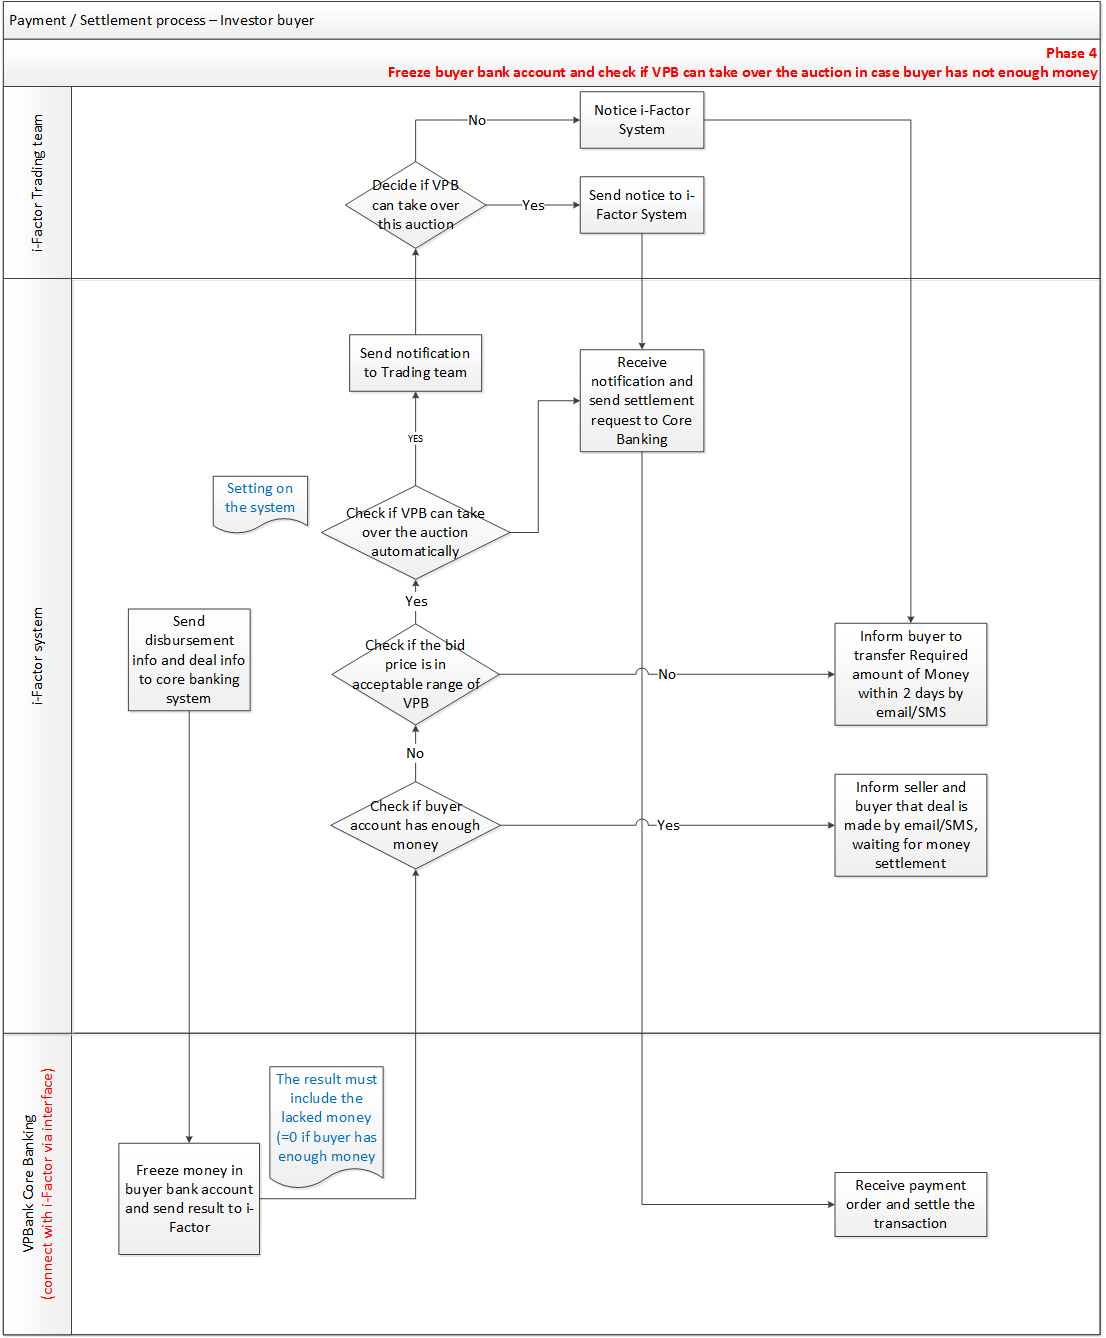 Payment / Settlement process – Investor buyer
Phase 4
Freeze buyer bank account and check if VPB can take over the auction in case buyer has not enough money
i-Factor Trading team
No
Notice i-Factor
System
Decide if VPB
can take over
this auction
Yes
Send notice to i-
Factor System
i-Factor system
Send notification
to Trading team
Receive
notification and
send settlement
request to Core
Banking
YES
Setting on
the system
Check if VPB can take
over the auction
automatically
Yes
Send
disbursement
info and deal info
to core banking
system
Check if the bid
price is in
acceptable range of
VPB
No
Inform buyer to
transfer Required
amount of Money
within 2 days by
email/SMS
No
Check if buyer
account has enough
money
Yes
Inform seller and
buyer that deal is
made by email/SMS,
waiting for money
settlement
VPBank Core Banking
(connect with i-Factor via interface)
The result must
include the
lacked money
(=0 if buyer has
enough money
Freeze money in
buyer bank account
and send result to i-
Factor
Receive payment
order and settle the
transaction